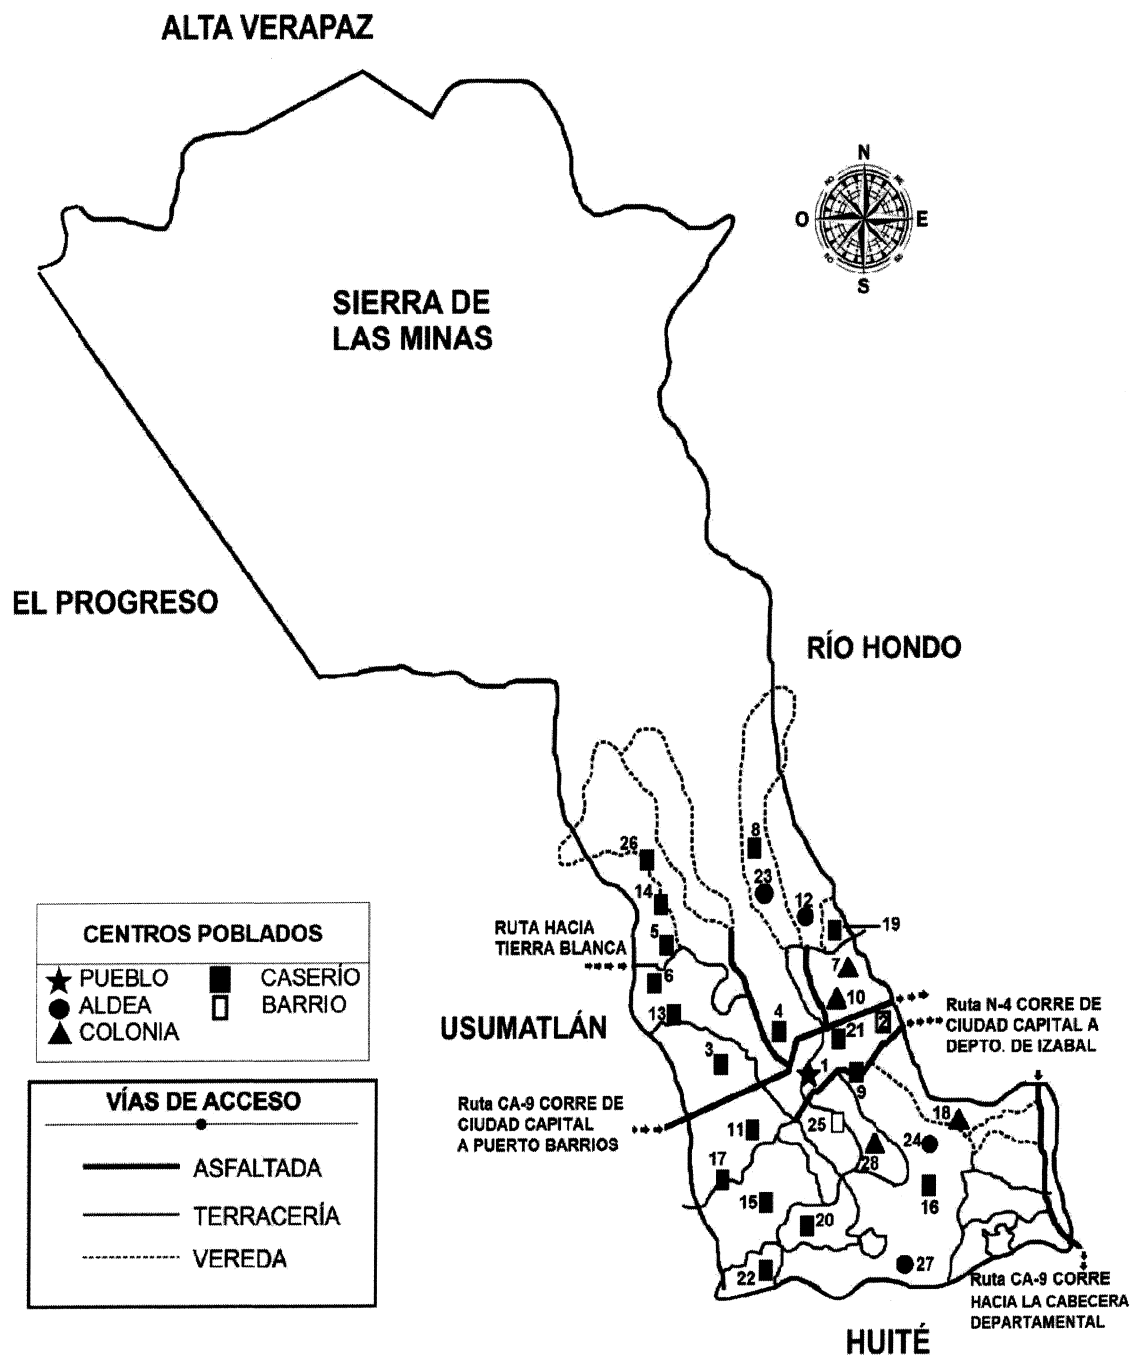 ALTA VERAPAZ
N
O
E
S
SIERRA DE
LAS MINAS
EL PROGRESO
RÍO HONDO
8
26
23
14
12
19
RUTA HACIA
TIERRA BLANCA
5
7
6
10
13
4
USUMATLÁN
2
21
Ruta N-4 CORRE DE
CIUDAD CAPITAL A
DEPTO. DE IZABAL
3
1
9
Ruta CA-9 CORRE DE
CIUDAD CAPITAL
A PUERTO BARRIOS
18
11
25
24
28
17
15
16
20
22
27
Ruta CA-9 CORRE
HACIA LA CABECERA
DEPARTAMENTAL
HUITÉ
CENTROS POBLADOS
PUEBLO
CASERÍO
ALDEA
BARRIO
COLONIA
VÍAS DE ACCESO
ASFALTADA
TERRACERÍA
VEREDA